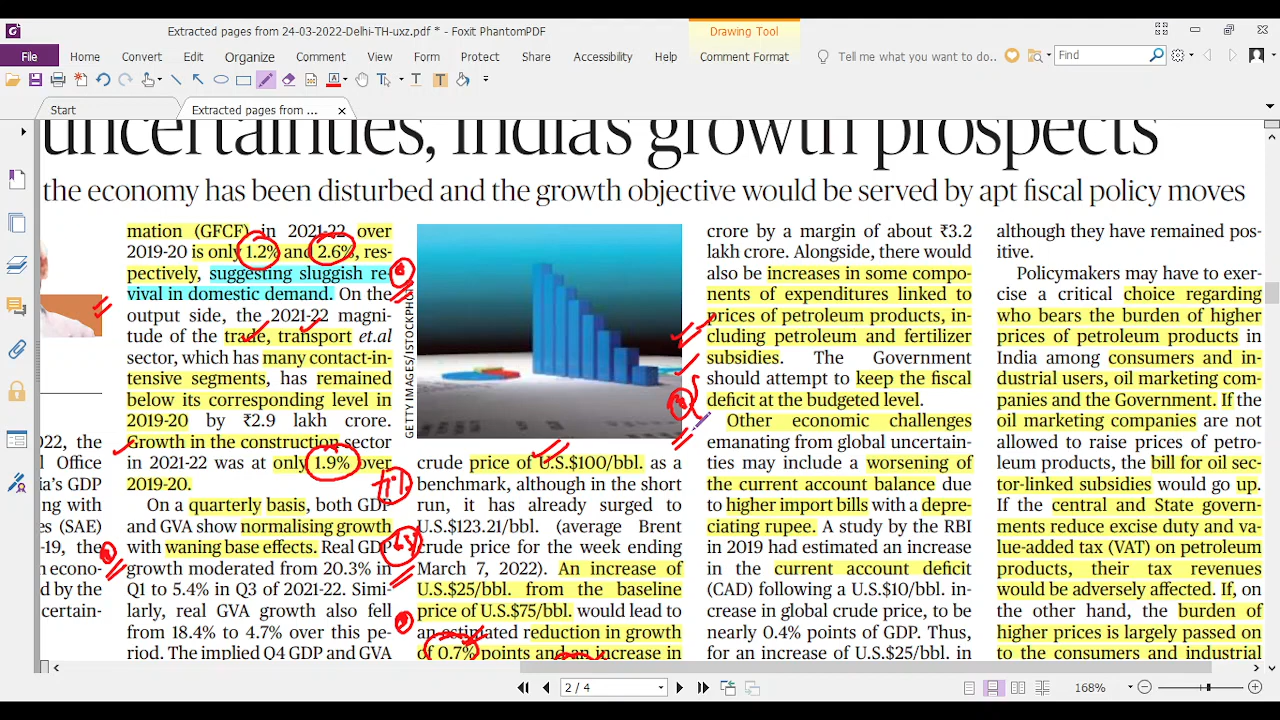 Extracted pages from 24-03-2022-Delhi-TH-uxz.pdf * - Foxit PhantomPDF
Drawing Tool
File Home Convert Edit Organize Comment View Form Protect Share Accessibility Help Comment Format Tell me what you want to do.. Find
Start Extracted pages from ...
uncertainties, India's growth prospects
the economy has been disturbed and the growth objective would be served by apt fiscal policy moves
22, the
Office
a's GDP
ng with
es (SAE)
-19, the
n econo-
d by the
certain-
mation (GFCF) in 2021-22 over
2019-20 is only 1.2% and 2.6%, res-
pectively, suggesting sluggish re-
vival in domestic demand. On the
output side, the 2021-22 magni-
tude of the trade, transport et.al
sector, which has many contact-in-
tensive segments, has remained
below its corresponding level in
2019-20 by ₹2.9 lakh crore.
Growth in the construction sector
in 2021-22 was at only 1.9% over
2019-20.
On a quarterly basis, both GDP
and GVA show normalising growth
with waning base effects. Real GDP
growth moderated from 20.3% in
Q1 to 5.4% in Q3 of 2021-22. Simi-
larly, real GVA growth also fell
from 18.4% to 4.7% over this pe-
riod. The implied Q4 GDP and GVA
GETTY IMAGES/ISTOCKPHO
crude price of U.S.$100/bbl. as a
benchmark, although in the short
run, it has already surged to
U.S.$123.21/bbl. (average Brent
crude price for the week ending
March 7, 2022). An increase of
U.S.$25/bbl. from the baseline
price of U.S.$75/bbl. would lead to
an estimated reduction in growth
of 0.7% points and an increase in
crore by a margin of about ₹3.2
lakh crore. Alongside, there would
also be increases in some compo-
nents of expenditures linked to
prices of petroleum products, in-
cluding petroleum and fertilizer
subsidies. The Government
should attempt to keep the fiscal
deficit at the budgeted level.
Other economic challenges
emanating from global uncertain-
ties may include a worsening of
the current account balance due
to higher import bills with a depre-
ciating rupee. A study by the RBI
in 2019 had estimated an increase
in the current account deficit
(CAD) following a U.S.$10/bbl. in-
crease in global crude price, to be
nearly 0.4% points of GDP. Thus,
for an increase of U.S.$25/bbl. in
although they have remained pos-
itive.
Policymakers may have to exer-
cise a critical choice regarding
who bears the burden of higher
prices of petroleum products in
India among consumers and in-
dustrial users, oil marketing com-
panies and the Government. If the
oil marketing companies are not
allowed to raise prices of petro-
leum products, the bill for oil sec-
tor-linked subsidies would go up.
If the central and State govern-
ments reduce excise duty and va-
lue-added tax (VAT) on petroleum
products, their tax revenues
would be adversely affected. If, on
the other hand, the burden of
higher prices is largely passed on
to the consumers and industrial
2 / 4
168%